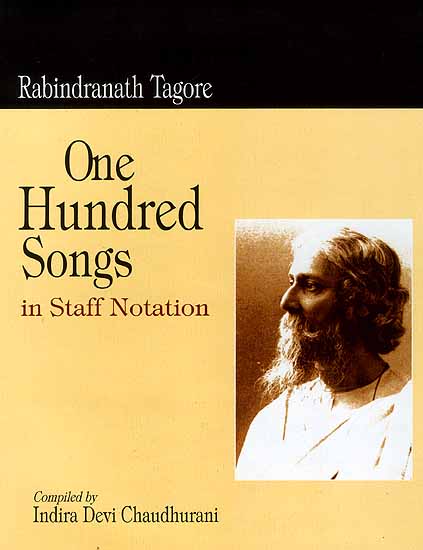 Rabindranath Tagore
One
Hundred
Songs
in Staff Notation
Compiled by
Indira Devi Chaudhurani